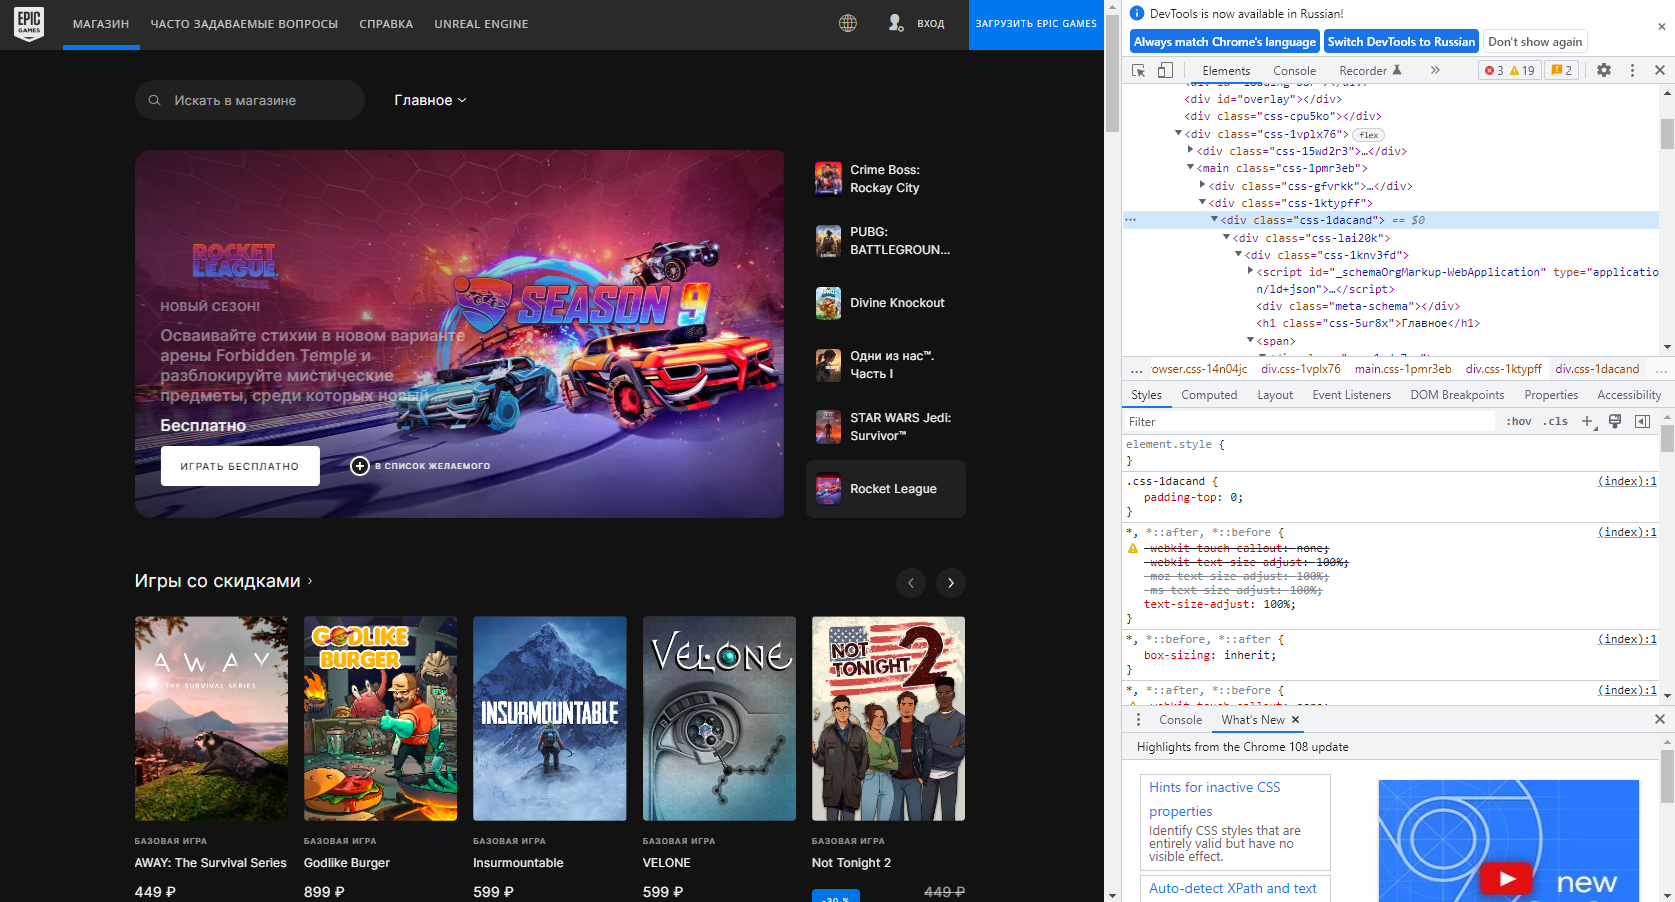 EPIC GAMES
МАГАЗИН
ЧАСТО ЗАДАВАЕМЫЕ ВОПРОСЫ
СПРАВКА
UNREAL ENGINE
ВХОД
ЗАГРУЗИТЬ EPIC GAMES
Искать в магазине
Главное
ROCKET LEAGUE
НОВЫЙ СЕЗОН!
Осваивайте стихии в новом варианте
арены Forbidden Temple и
разблокируйте мистические
предметы, среди которых новый...
Бесплатно
ИГРАТЬ БЕСПЛАТНО
В СПИСОК ЖЕЛАЕМОГО
SEASON 9
Crime Boss:
Rockay City
PUBG:
BATTLEGROUN...
Divine Knockout
Одни из нас™.
Часть I
STAR WARS Jedi:
Survivor™
Rocket League
Игры со скидками
AWAY
THE SURVIVAL SERIES
GODLIKE
BURGER
INSURMOUNTABLE
VELONE
NOT
TONIGHT 2
БАЗОВАЯ ИГРА
AWAY: The Survival Series
449 ₽
БАЗОВАЯ ИГРА
Godlike Burger
899 ₽
БАЗОВАЯ ИГРА
Insurmountable
599 ₽
БАЗОВАЯ ИГРА
VELONE
599 ₽
БАЗОВАЯ ИГРА
Not Tonight 2
-30 %
449 ₽
DevTools is now available in Russian!
Always match Chrome's language
Switch DevTools to Russian
Don't show again
Elements
Console
Recorder
3
19
2
<div id="loading-bar"></div>
<div id="overlay"></div>
<div class="css-cpu5ko"></div>
<div class="css-1vplx76"> flex
<div class="css-15wd2r3">…</div>
<main class="css-1pmr3eb">
<div class="css-gfvrkk">…</div>
<div class="css-1ktypff">
<div class="css-1dacand"> == $0
<div class="css-lai20k">
<div class="css-1knv3fd">
<script id="_schemaOrgMarkup-WebApplication" type="applicatio
n/ld+json">…</script>
<div class="meta-schema"></div>
<h1 class="css-5ur8x">Главное</h1>
<span>
... rowser.css-14n04jc div.css-1vplx76 main.css-1pmr3eb div.css-1ktypff div.css-1dacand ...
Styles
Computed
Layout
Event Listeners
DOM Breakpoints
Properties
Accessibility
Filter
:hov .cls
element.style {
}
.css-1dacand { (index):1
padding-top: 0;
}
*, *::after, *::before { (index):1
-webkit-touch-callout: none;
-webkit-text-size-adjust: 100%;
-moz-text-size-adjust: 100%;
-ms-text-size-adjust: 100%;
text-size-adjust: 100%;
}
*, *::before, *::after { (index):1
box-sizing: inherit;
}
*, *::after, *::before { (index):1
-webkit-touch-callout: none;
Console
What's New
Highlights from the Chrome 108 update
Hints for inactive CSS
properties
Identify CSS styles that are
entirely valid but have no
visible effect.
Auto-detect XPath and text
new